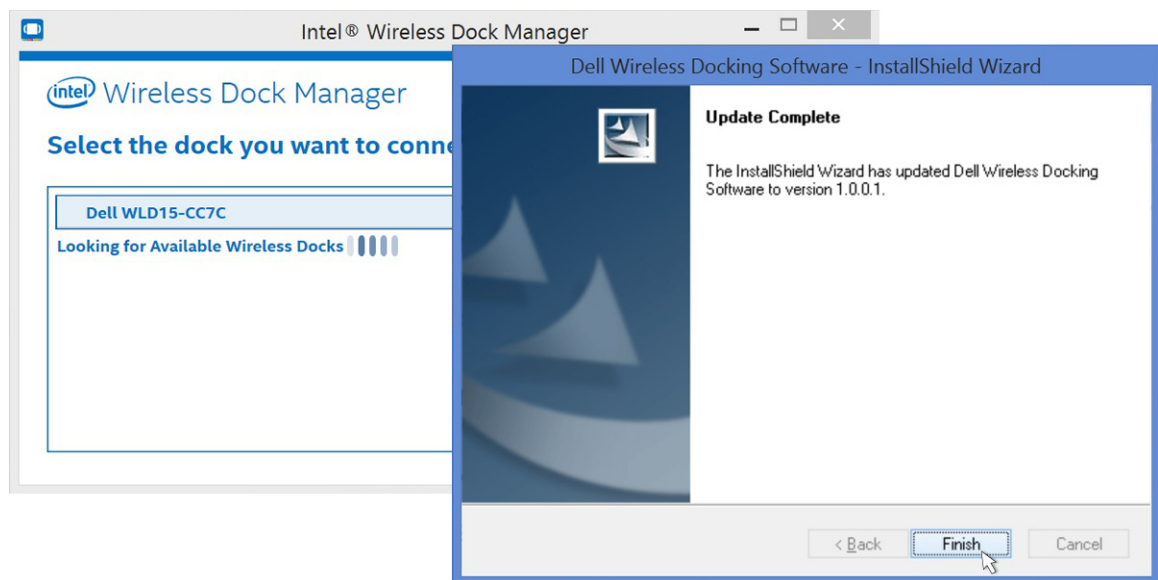 Intel® Wireless Dock Manager
intel Wireless Dock Manager
Select the dock you want to conne
Dell WLD15-CC7C
Looking for Available Wireless Docks
Dell Wireless Docking Software - InstallShield Wizard
Update Complete
The InstallShield Wizard has updated Dell Wireless Docking
Software to version 1.0.0.1.
< Back Finish Cancel